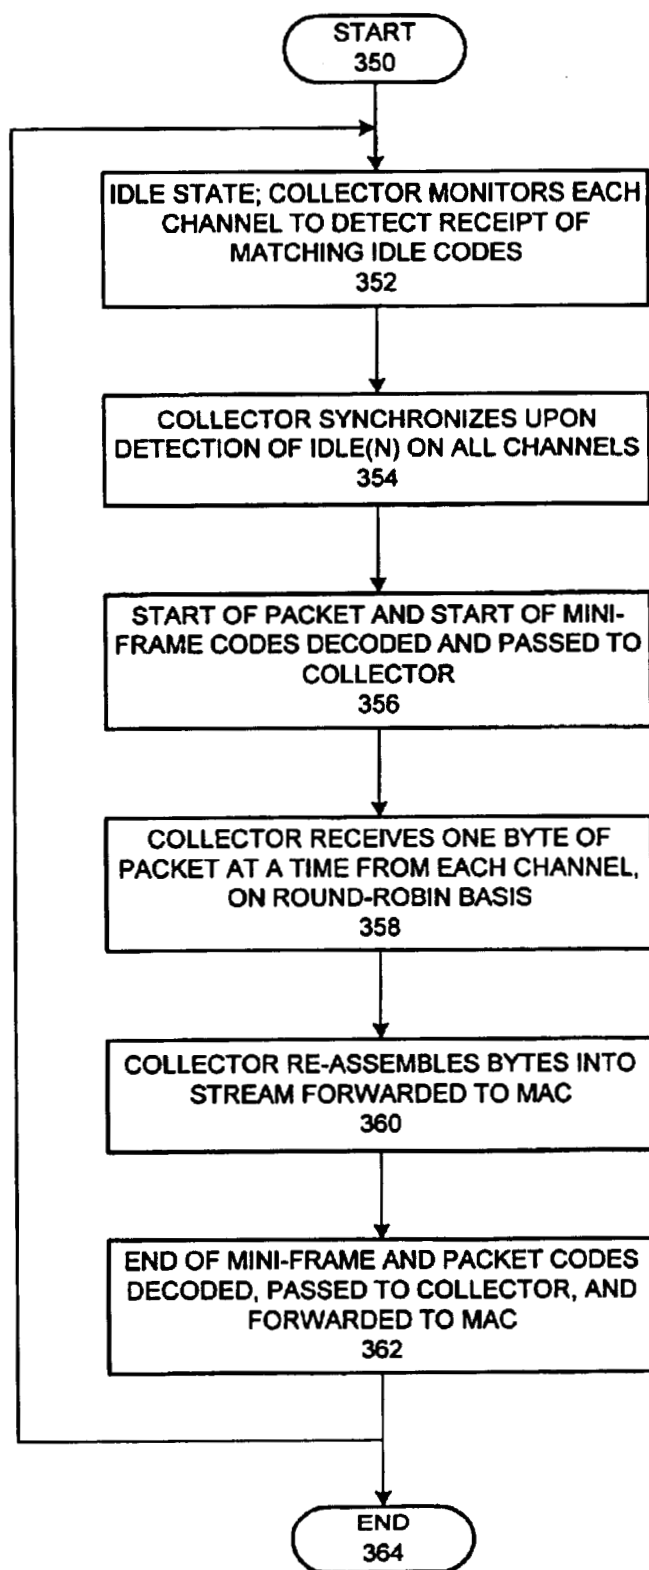 START
350
IDLE STATE; COLLECTOR MONITORS EACH
CHANNEL TO DETECT RECEIPT OF
MATCHING IDLE CODES
352
COLLECTOR SYNCHRONIZES UPON
DETECTION OF IDLE(N) ON ALL CHANNELS
354
START OF PACKET AND START OF MINI-
FRAME CODES DECODED AND PASSED TO
COLLECTOR
356
COLLECTOR RECEIVES ONE BYTE OF
PACKET AT A TIME FROM EACH CHANNEL,
ON ROUND-ROBIN BASIS
358
COLLECTOR RE-ASSEMBLES BYTES INTO
STREAM FORWARDED TO MAC
360
END OF MINI-FRAME AND PACKET CODES
DECODED, PASSED TO COLLECTOR, AND
FORWARDED TO MAC
362
END
364